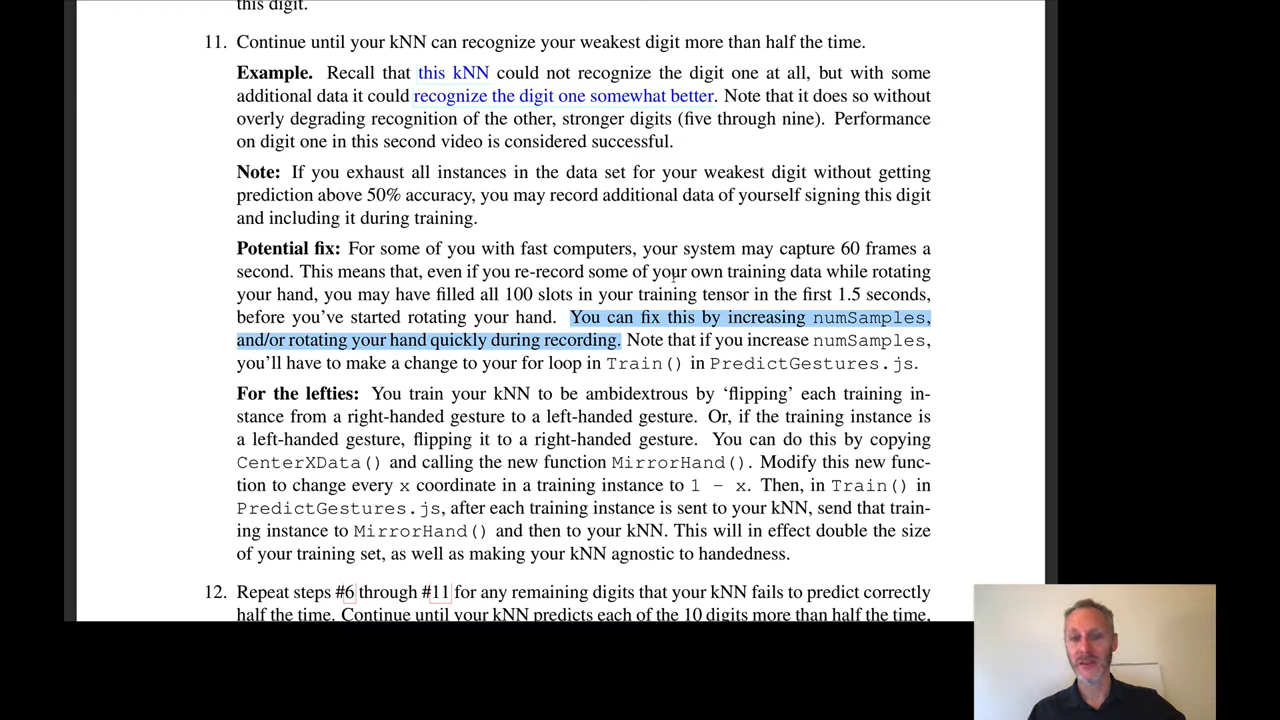 this digit.
11. Continue until your kNN can recognize your weakest digit more than half the time.
Example. Recall that this kNN could not recognize the digit one at all, but with some
additional data it could recognize the digit one somewhat better. Note that it does so without
overly degrading recognition of the other, stronger digits (five through nine). Performance
on digit one in this second video is considered successful.
Note: If you exhaust all instances in the data set for your weakest digit without getting
prediction above 50% accuracy, you may record additional data of yourself signing this digit
and including it during training.
Potential fix: For some of you with fast computers, your system may capture 60 frames a
second. This means that, even if you re-record some of your own training data while rotating
your hand, you may have filled all 100 slots in your training tensor in the first 1.5 seconds,
before you've started rotating your hand. You can fix this by increasing numSamples,
and/or rotating your hand quickly during recording. Note that if you increase numSamples,
you'll have to make a change to your for loop in Train() in PredictGestures.js.
For the lefties: You train your kNN to be ambidextrous by ‘flipping’ each training in-
stance from a right-handed gesture to a left-handed gesture. Or, if the training instance is
a left-handed gesture, flipping it to a right-handed gesture. You can do this by copying
CenterXData() and calling the new function MirrorHand(). Modify this new func-
tion to change every x coordinate in a training instance to 1 - x. Then, in Train() in
PredictGestures.js, after each training instance is sent to your kNN, send that train-
ing instance to MirrorHand() and then to your kNN. This will in effect double the size
of your training set, as well as making your kNN agnostic to handedness.
12. Repeat steps #6 through #11 for any remaining digits that your kNN fails to predict correctly
half the time. Continue until your kNN predicts each of the 10 digits more than half the time,